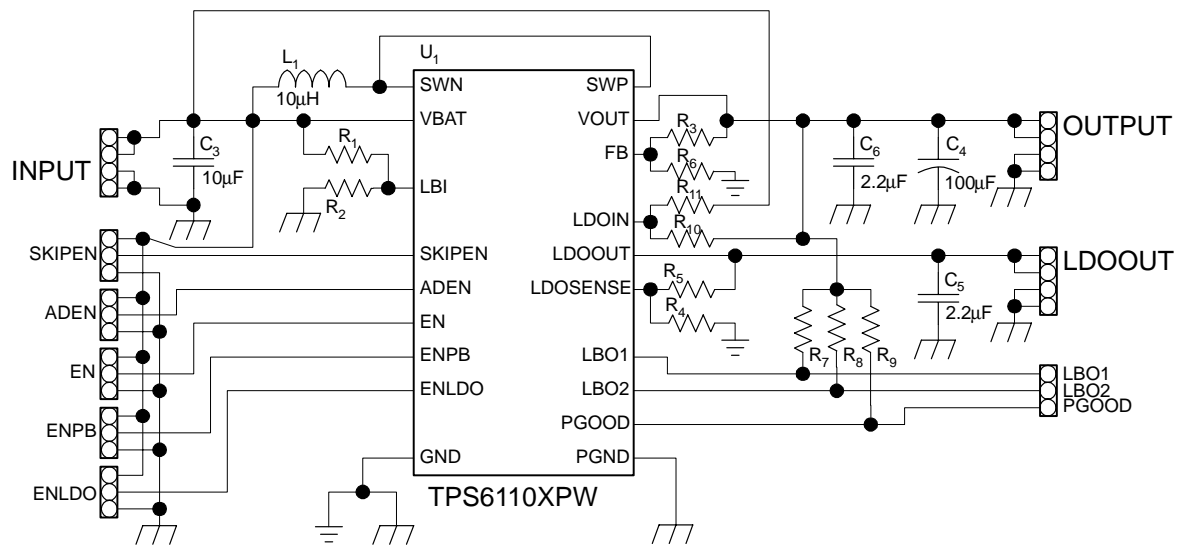 U1
L1
10µH
SWN
SWP
VBAT
VOUT
R3
OUTPUT
INPUT
C3
10µF
R1
FB
R6
C6
2.2µF
C4
100µF
LBI
R2
R11
LDOIN
R10
SKIPEN
SKIPEN
LDOOUT
LDOOUT
ADEN
ADEN
LDOSENSE
R5
R4
C5
2.2µF
EN
EN
ENPB
LBO1
R7
R8
R9
LBO1
ENLDO
LBO2
LBO2
PGOOD
ENPB
PGOOD
GND
PGND
ENLDO
TPS6110XPW